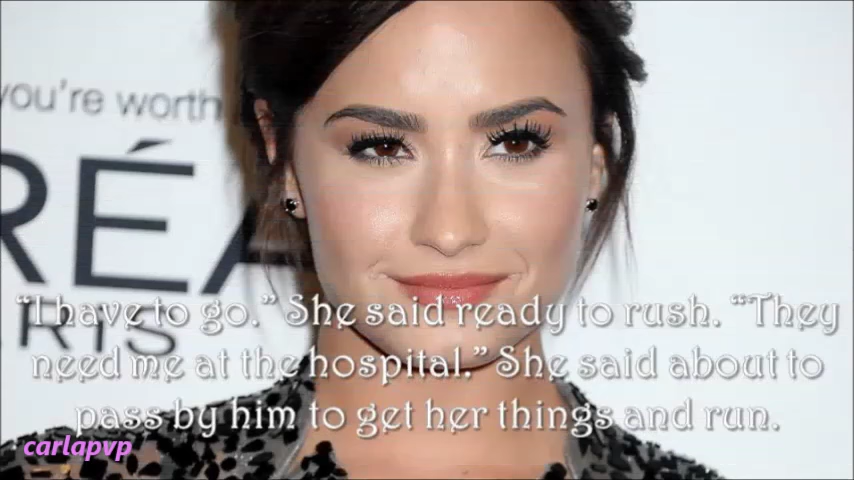 you're worth
RÉA
“I have to go.” She said ready to rush. “They
RIS
need me at the hospital.” She said about to
pass by him to get her things and run.
carlapvp